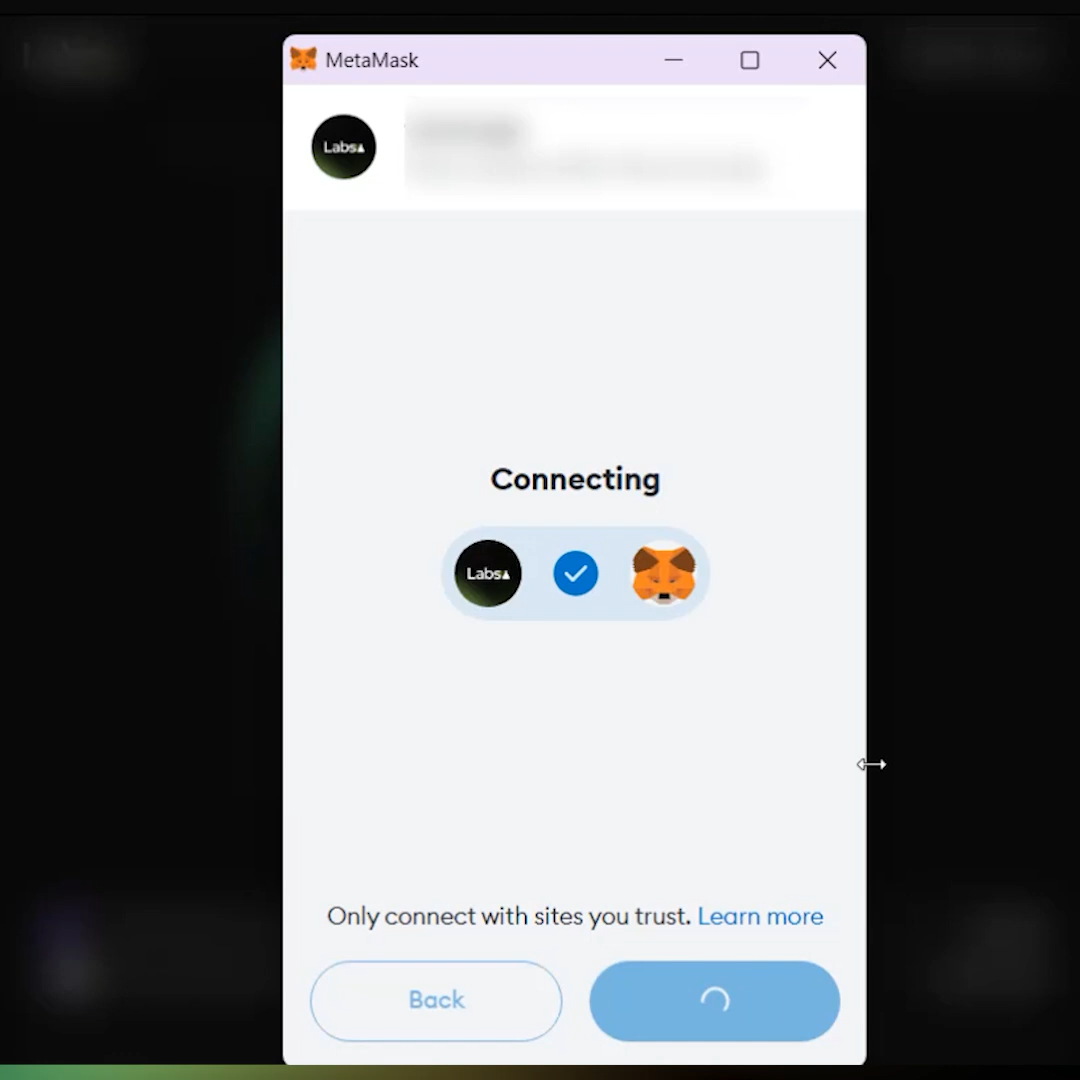 MetaMask
Labs
Connecting
Labs
Only connect with sites you trust. Learn more
Back